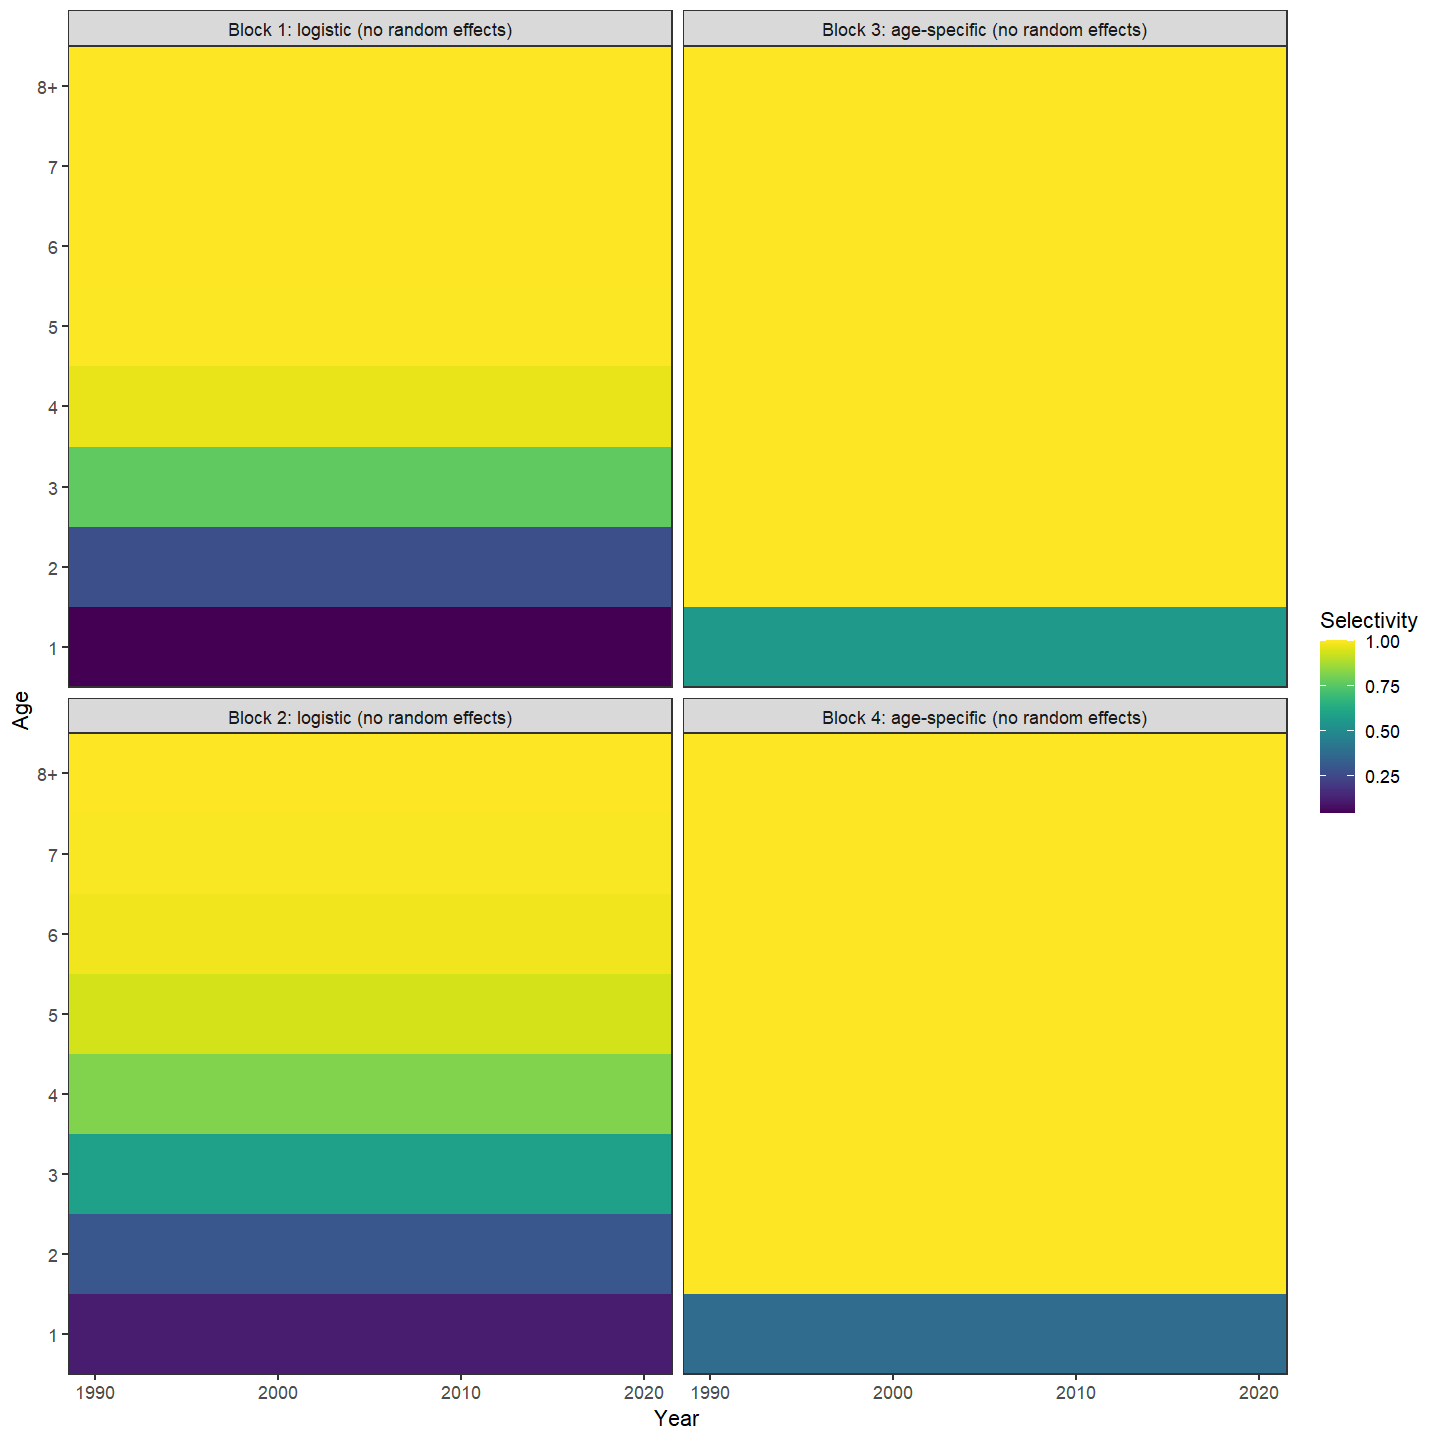 Block 1: logistic (no random effects)
Block 3: age-specific (no random effects)
8+
7
6
5
4
3
2
1
Selectivity
1.00
0.75
0.50
0.25
Age
Block 2: logistic (no random effects)
Block 4: age-specific (no random effects)
8+
7
6
5
4
3
2
1
1990 2000 2010 2020
1990 2000 2010 2020
Year